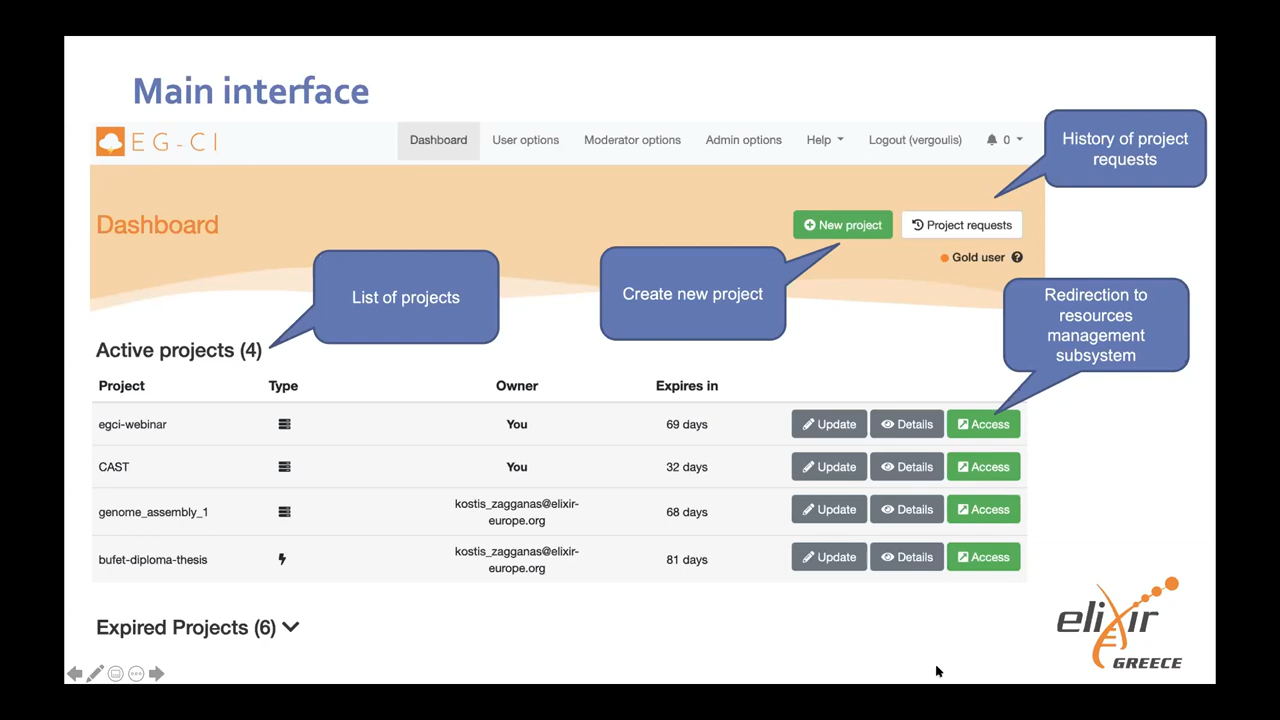 Main interface
EG-CI
Dashboard
User options
Moderator options
Admin options
Help
Logout (vergoulis)
0
History of project
requests
Dashboard
New project
Project requests
Gold user
List of projects
Create new project
Redirection to
resources
management
subsystem
Active projects (4)
Project Type Owner Expires in
egci-webinar You 69 days Update Details Access
CAST You 32 days Update Details Access
genome_assembly_1 kostis_zagganas@elixir-
europe.org 68 days Update Details Access
bufet-diploma-thesis kostis_zagganas@elixir-
europe.org 81 days Update Details Access
Expired Projects (6)
elixir
GREECE